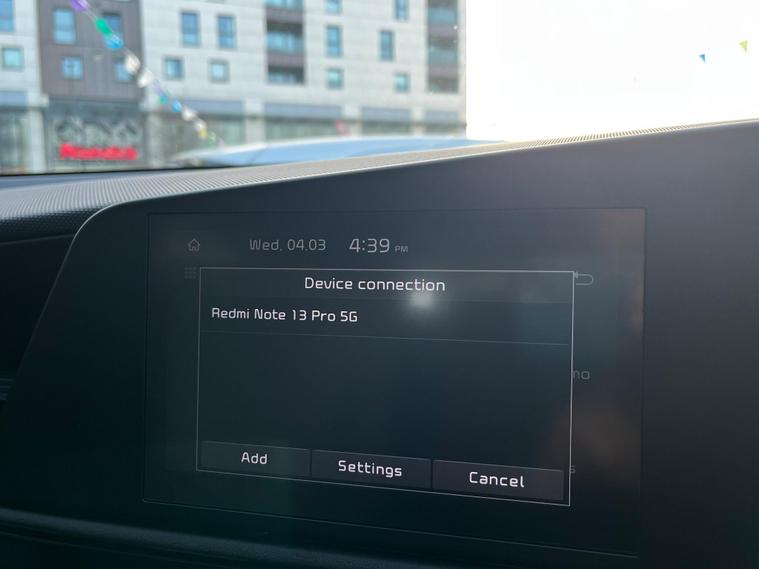 Wed, 04.03 4:39 PM
Device connection
Redmi Note 13 Pro 5G
Add Settings Cancel